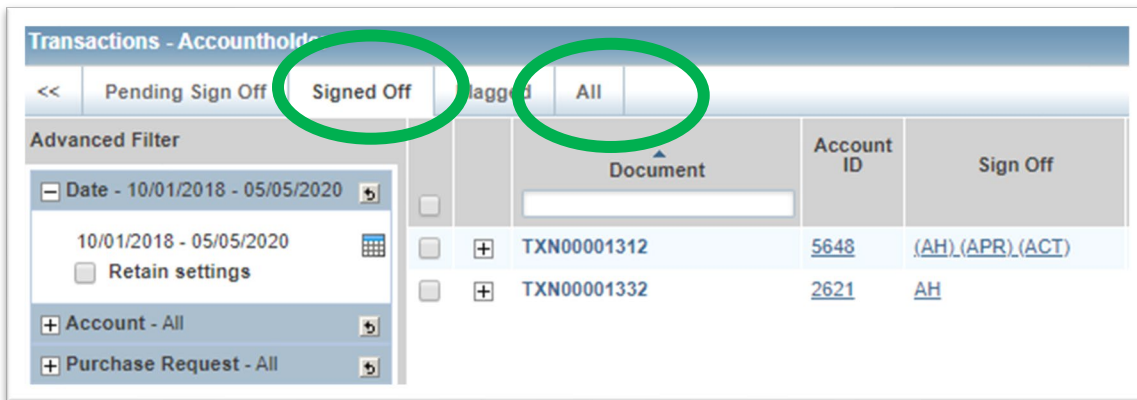 Transactions - Accountholder
<< Pending Sign Off Signed Off Flagged All
Advanced Filter
Date - 10/01/2018 - 05/05/2020
10/01/2018 - 05/05/2020
Retain settings
Account - All
Purchase Request - All
Document Account ID Sign Off
TXN00001312 5648 (AH) (APR) (ACT)
TXN00001332 2621 AH